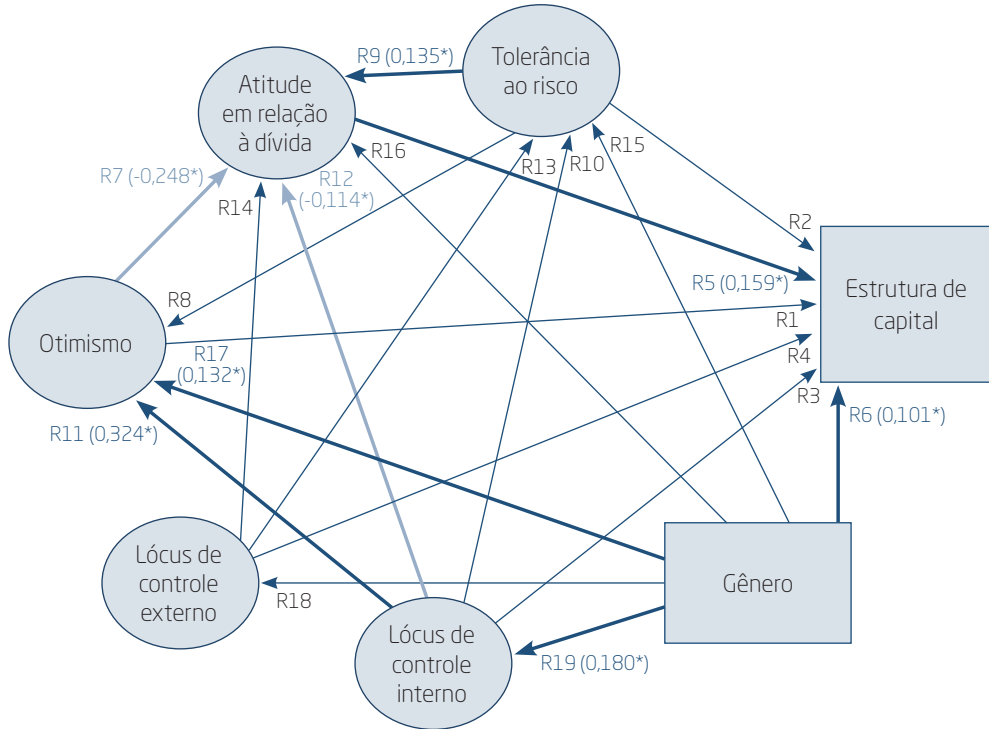 R9 (0,135*)
Tolerância
ao risco
Atitude
em relação
à dívida
R16
R13
R10
R15
R7 (-0,248*)
R12
(-0,114*)
R14
R2
R5 (0,159*)
Estrutura de
capital
R8
R1
Otimismo
R17
(0,132*)
R4
R3
R11 (0,324*)
R6 (0,101*)
Lócus de
controle
externo
R18
Gênero
Lócus de
controle
interno
R19 (0,180*)